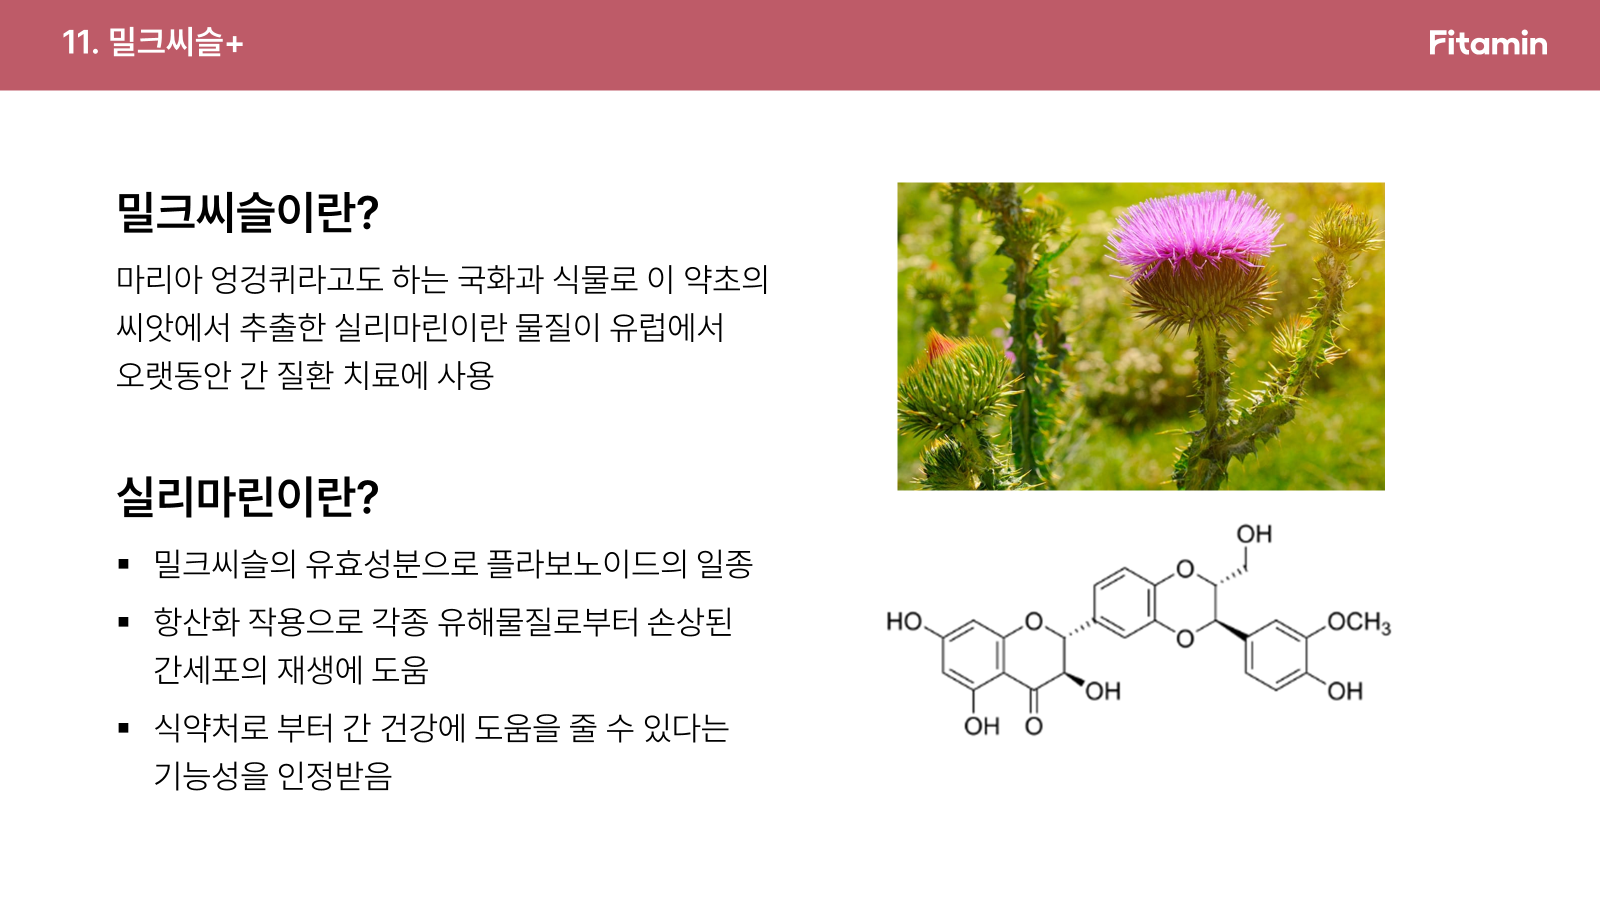 11. 밀크씨슬+
Fitamin
밀크씨슬이란?
마리아 엉겅퀴라고도 하는 국화과 식물로 이 약초의
씨앗에서 추출한 실리마린이란 물질이 유럽에서
오랫동안 간 질환 치료에 사용
실리마린이란?
▪ 밀크씨슬의 유효성분으로 플라보노이드의 일종
▪ 항산화 작용으로 각종 유해물질로부터 손상된
간세포의 재생에 도움
▪ 식약처로 부터 간 건강에 도움을 줄 수 있다는
기능성을 인정받음
OH
O
HO
O
O
OCH₃
OH
OH
OH
O